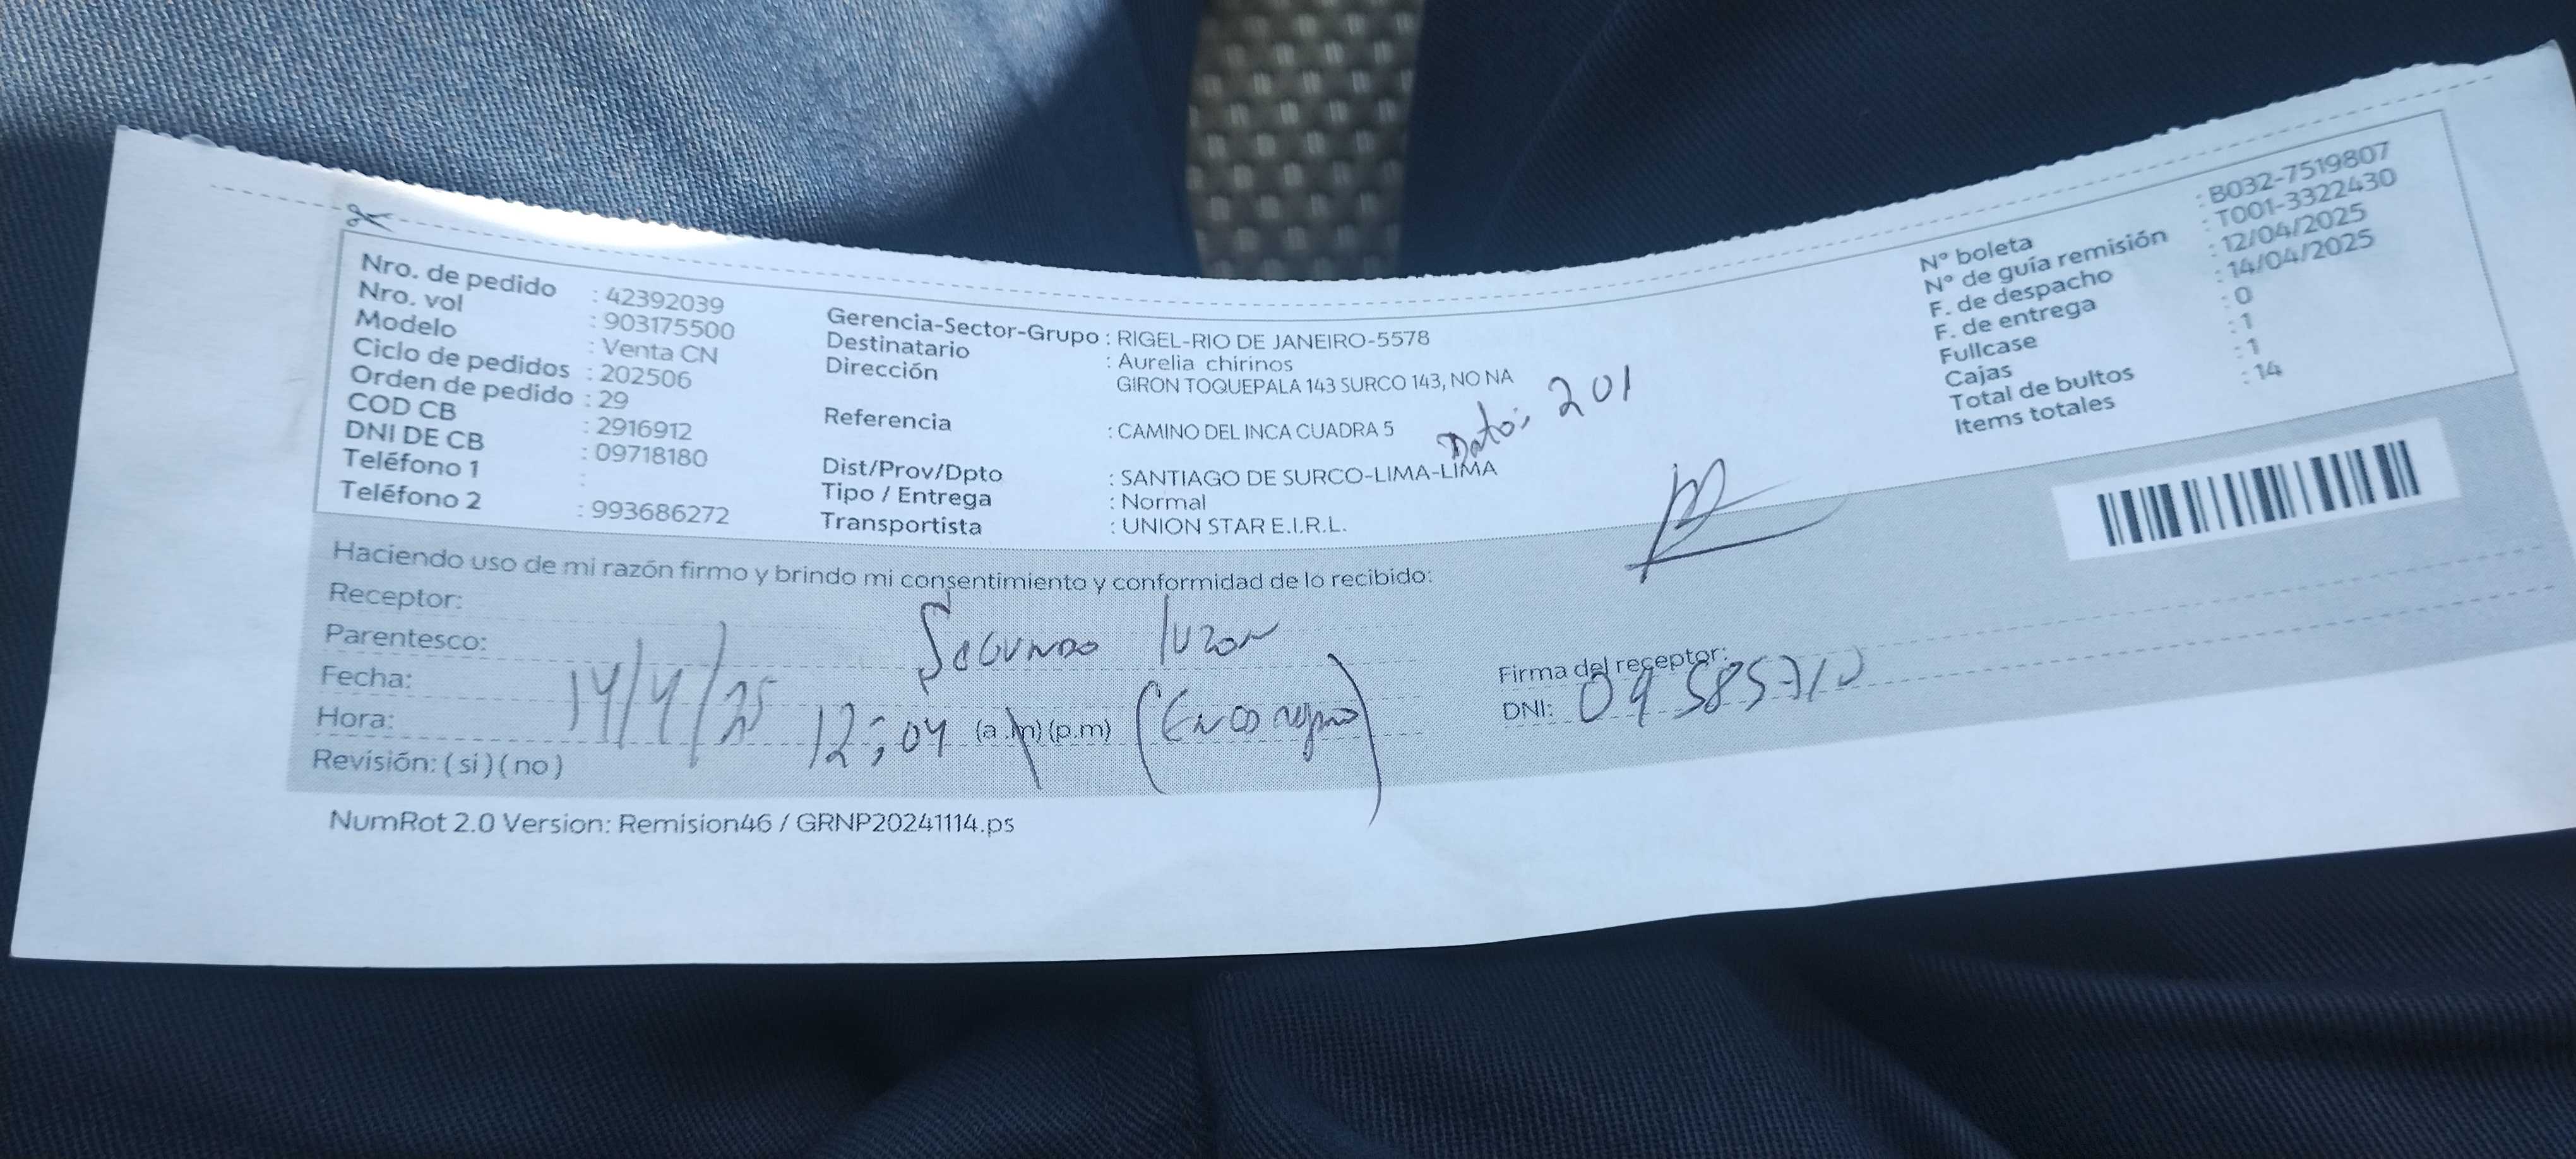 Nro. de pedido : 42392039
Nro. vol : 903175500
Modelo : Venta CN
Ciclo de pedidos : 202506
Orden de pedido : 29
COD CB : 2916912
DNI DE CB : 09718180
Teléfono 1 :
Teléfono 2 : 993686272
Gerencia-Sector-Grupo : RIGEL-RIO DE JANEIRO-5578
Destinatario : Aurelia chirinos
Dirección GIRON TOQUEPALA 143 SURCO 143, NO NA
Referencia : CAMINO DEL INCA CUADRA 5
Dist/Prov/Dpto : SANTIAGO DE SURCO-LIMA-LIMA
Tipo / Entrega : Normal
Transportista : UNION STAR E.I.R.L.
201
N° boleta : B032-7519807
N° de guía remisión : T001-3322430
F. de despacho : 12/04/2025
F. de entrega : 14/04/2025
Fullcase : 0
Cajas : 1
Total de bultos : 1
Items totales : 14
Haciendo uso de mi razón firmo y brindo mi consentimiento y conformidad de lo recibido:
Receptor:
Parentesco: Segundo
Fecha: 14/4/25
Hora: 12:04 (a.m) (p.m)
Revisión: ( si ) ( no )
Firma del receptor:
DNI:
NumRot 2.0 Version: Remision46 / GRNP20241114.ps